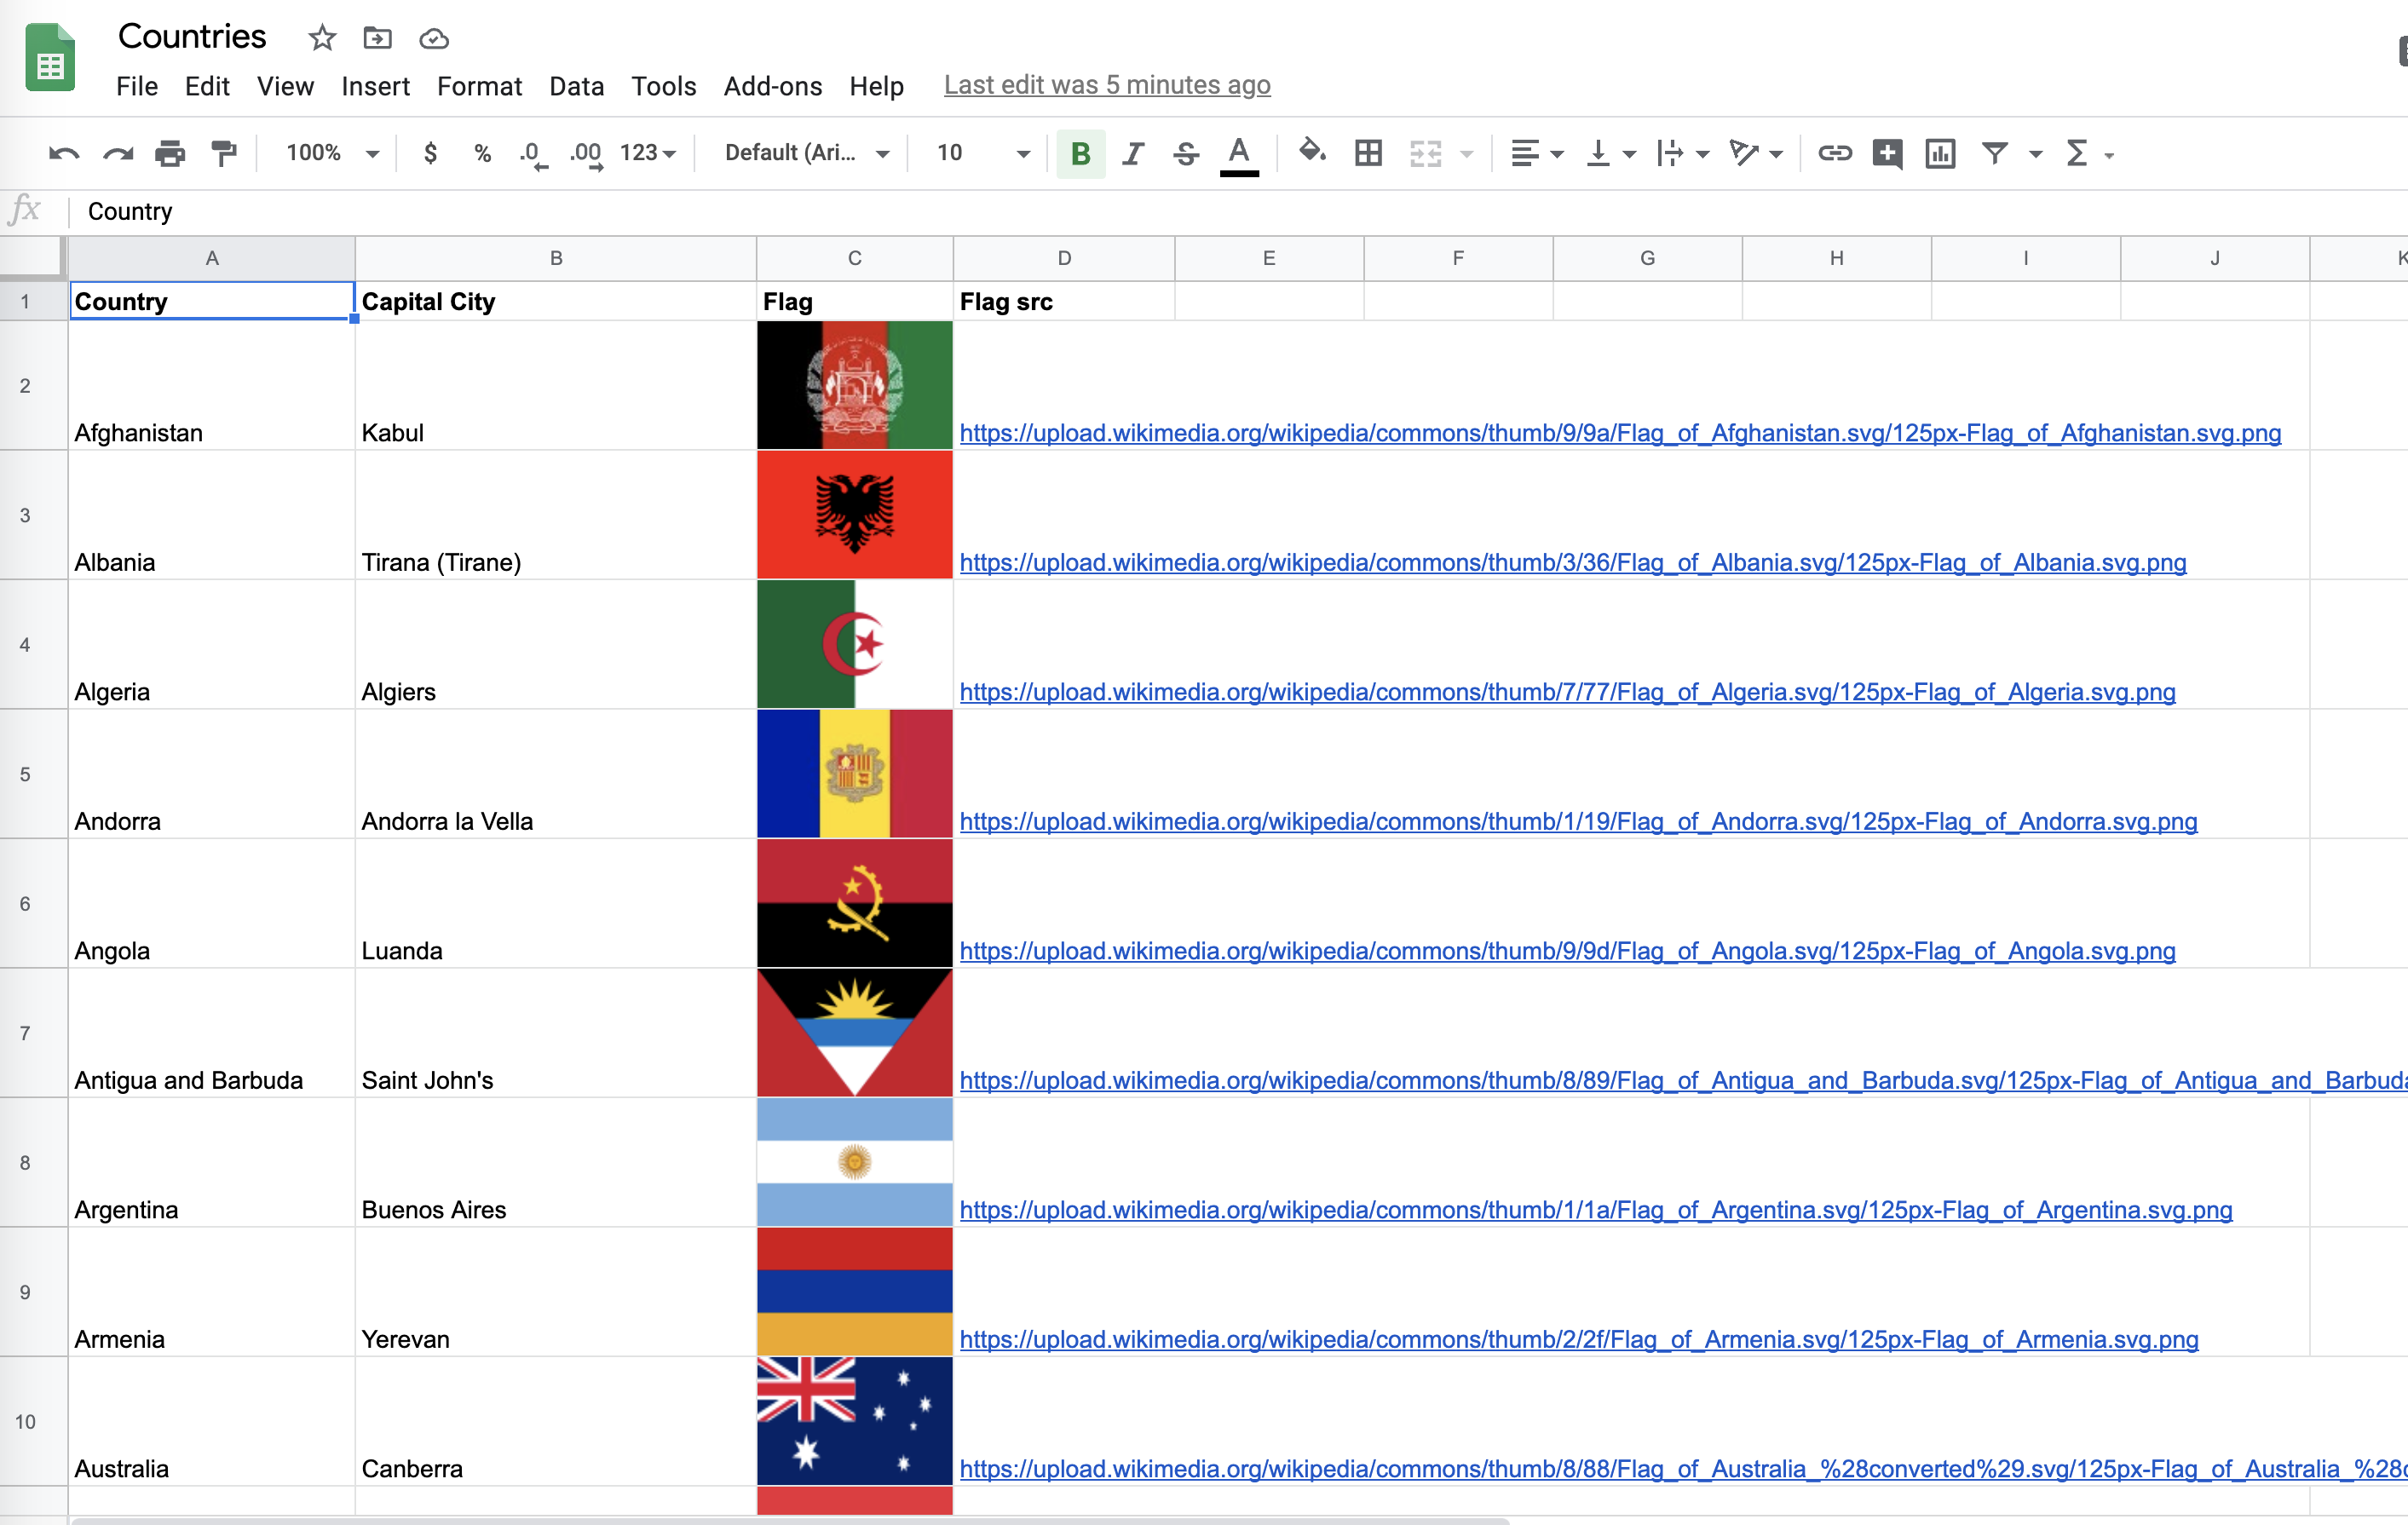 Countries
File Edit View Insert Format Data Tools Add-ons Help Last edit was 5 minutes ago
100% $ % .0 .00 123 Default (Ari... 10 B I S A Σ
fx Country
A B C D E F G H I J
1 Country Capital City Flag Flag src
2 Afghanistan Kabul https://upload.wikimedia.org/wikipedia/commons/thumb/9/9a/Flag_of_Afghanistan.svg/125px-Flag_of_Afghanistan.svg.png
3 Albania Tirana (Tirane) https://upload.wikimedia.org/wikipedia/commons/thumb/3/36/Flag_of_Albania.svg/125px-Flag_of_Albania.svg.png
4 Algeria Algiers https://upload.wikimedia.org/wikipedia/commons/thumb/7/77/Flag_of_Algeria.svg/125px-Flag_of_Algeria.svg.png
5 Andorra Andorra la Vella https://upload.wikimedia.org/wikipedia/commons/thumb/1/19/Flag_of_Andorra.svg/125px-Flag_of_Andorra.svg.png
6 Angola Luanda https://upload.wikimedia.org/wikipedia/commons/thumb/9/9d/Flag_of_Angola.svg/125px-Flag_of_Angola.svg.png
7 Antigua and Barbuda Saint John's https://upload.wikimedia.org/wikipedia/commons/thumb/8/89/Flag_of_Antigua_and_Barbuda.svg/125px-Flag_of_Antigua_and_Barbuda
8 Argentina Buenos Aires https://upload.wikimedia.org/wikipedia/commons/thumb/1/1a/Flag_of_Argentina.svg/125px-Flag_of_Argentina.svg.png
9 Armenia Yerevan https://upload.wikimedia.org/wikipedia/commons/thumb/2/2f/Flag_of_Armenia.svg/125px-Flag_of_Armenia.svg.png
10 Australia Canberra https://upload.wikimedia.org/wikipedia/commons/thumb/8/88/Flag_of_Australia_%28converted%29.svg/125px-Flag_of_Australia_%28